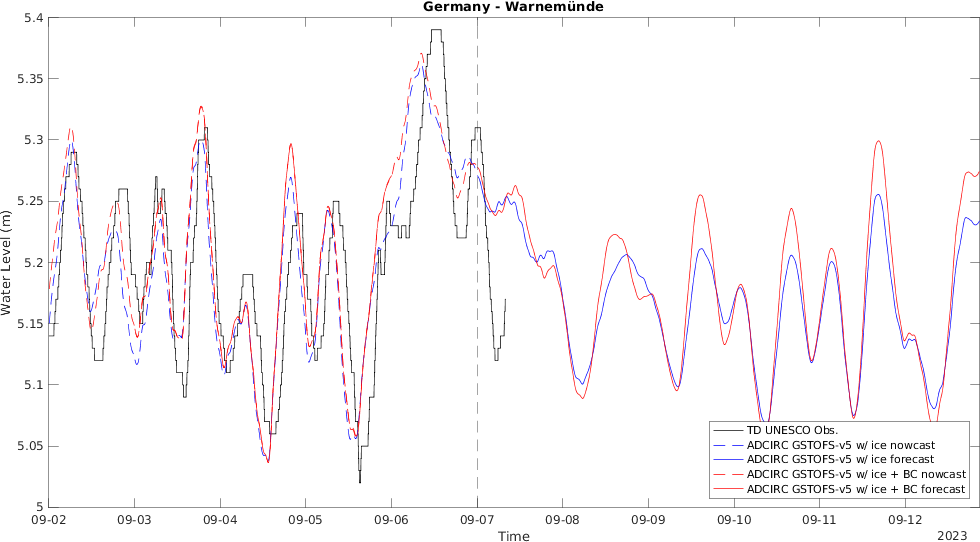 Germany - Warnemünde
5.4
5.35
5.3
5.25
5.2
5.15
5.1
5.05
5
Water Level (m)
09-02 09-03 09-04 09-05 09-06 09-07 09-08 09-09 09-10 09-11 09-12
2023
Time
TD UNESCO Obs.
ADCIRC GSTOFS-v5 w/ ice nowcast
ADCIRC GSTOFS-v5 w/ ice forecast
ADCIRC GSTOFS-v5 w/ ice + BC nowcast
ADCIRC GSTOFS-v5 w/ ice + BC forecast